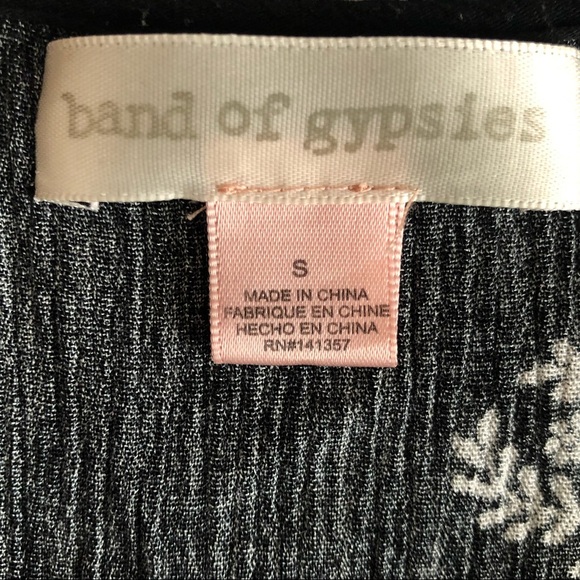 band of gypsies
S
MADE IN CHINA
FABRIQUE EN CHINE
HECHO EN CHINA
RN#141357